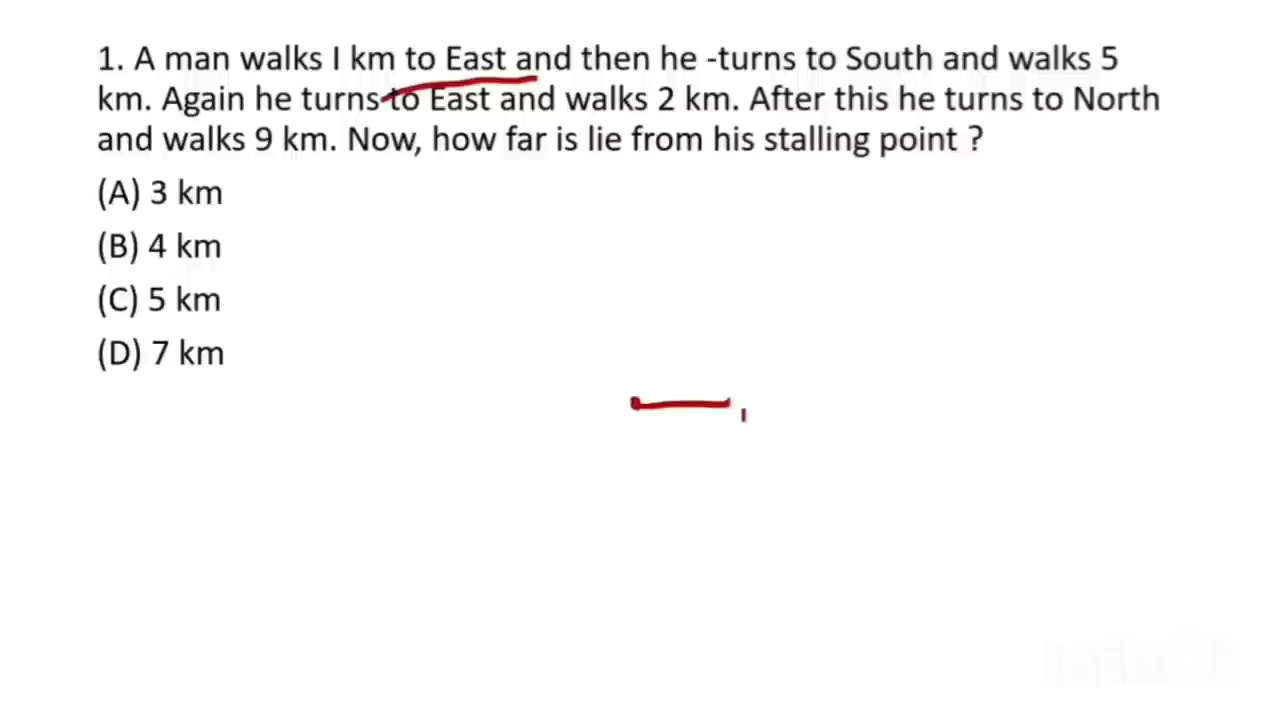 1. A man walks I km to East and then he -turns to South and walks 5
km. Again he turns to East and walks 2 km. After this he turns to North
and walks 9 km. Now, how far is lie from his stalling point ?
(A) 3 km
(B) 4 km
(C) 5 km
(D) 7 km